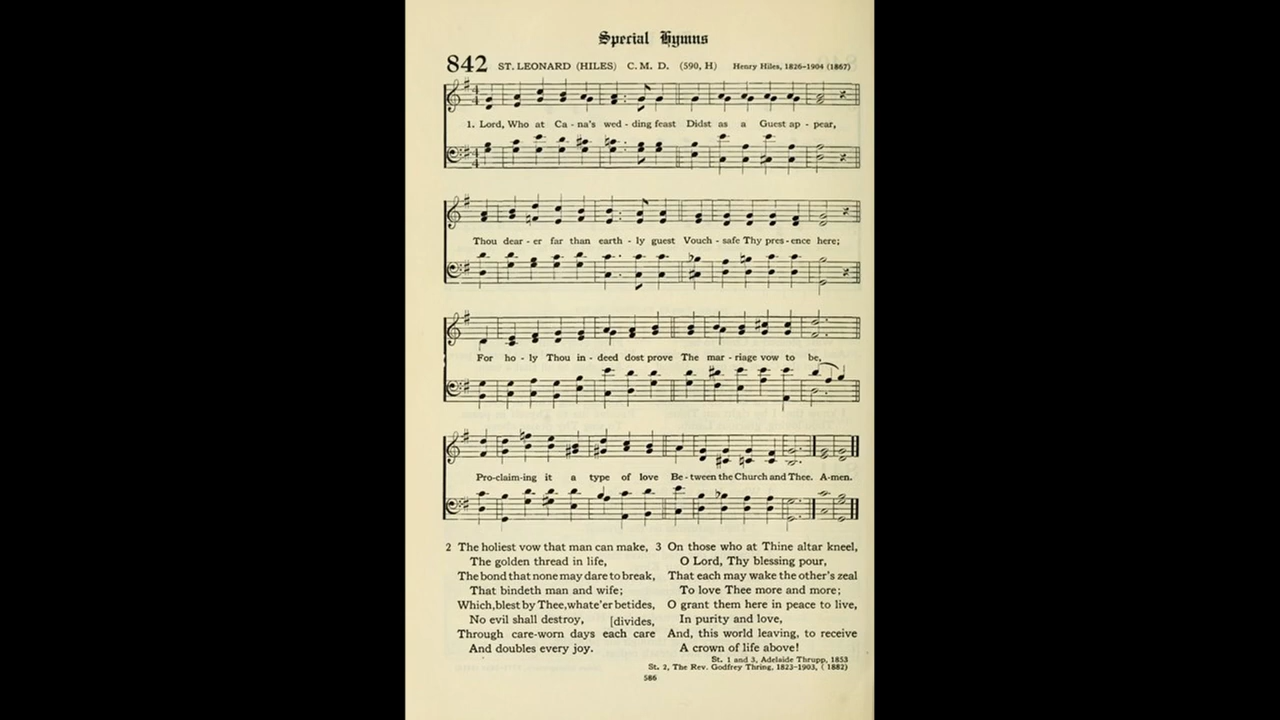 Special Hymns
842 ST. LEONARD (HILES) C. M. D. (590, H) Henry Hiles, 1826-1904 (1867)
1. Lord, Who at Ca - na's wed - ding feast Didst as a Guest ap - pear,
Thou dear - er far than earth - ly guest Vouch - safe Thy pres - ence here;
For ho - ly Thou in - deed dost prove The mar - riage vow to be,
Pro-claim-ing it a type of love Be - tween the Church and Thee. A-men.
2 The holiest vow that man can make,
The golden thread in life,
The bond that none may dare to break,
That bindeth man and wife;
Which, blest by Thee, whate'er betides,
No evil shall destroy, [divides,
Through care-worn days each care
And doubles every joy.
3 On those who at Thine altar kneel,
O Lord, Thy blessing pour,
That each may wake the other's zeal
To love Thee more and more;
O grant them here in peace to live,
In purity and love,
And, this world leaving, to receive
A crown of life above!
St. 1 and 3, Adelaide Thrupp, 1853
St. 2, The Rev. Godfrey Thring, 1823-1903, ( 1882)
586